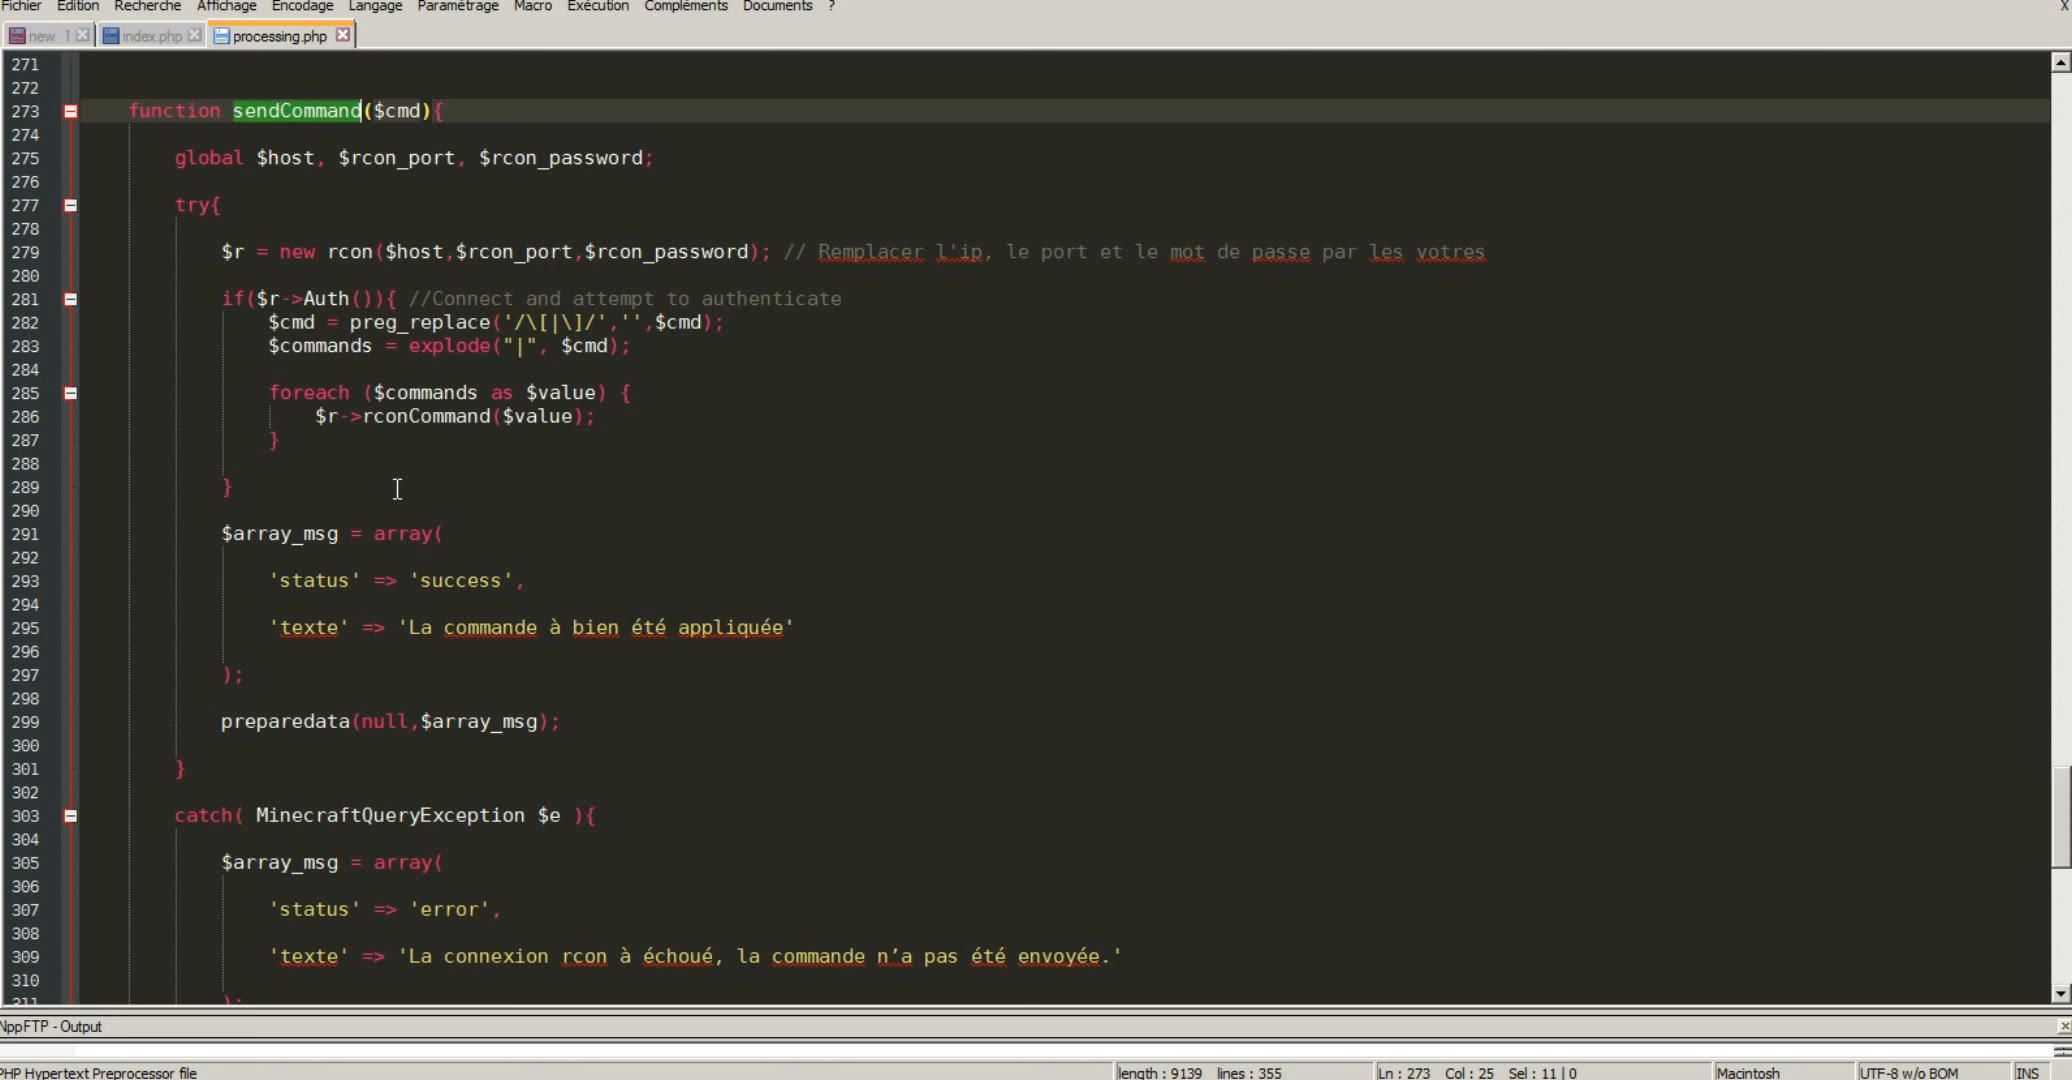 Fichier Edition Recherche Affichage Encodage Langage Paramétrage Macro Exécution Compléments Documents ? X
new 1 index.php processing.php
271
272
273 function sendCommand($cmd){
274
275 global $host, $rcon_port, $rcon_password;
276
277 try{
278
279 $r = new rcon($host,$rcon_port,$rcon_password); // Remplacer l'ip, le port et le mot de passe par les votres
280
281 if($r->Auth()){ //Connect and attempt to authenticate
282 $cmd = preg_replace('/\[|\]/','',$cmd);
283 $commands = explode("|", $cmd);
284
285 foreach ($commands as $value) {
286 $r->rconCommand($value);
287 }
288
289 }
290
291 $array_msg = array(
292
293 'status' => 'success',
294
295 'texte' => 'La commande à bien été appliquée'
296
297 );
298
299 preparedata(null,$array_msg);
300
301 }
302
303 catch( MinecraftQueryException $e ){
304
305 $array_msg = array(
306
307 'status' => 'error',
308
309 'texte' => 'La connexion rcon à échoué, la commande n’a pas été envoyée.'
310
311 );
NppFTP - Output
PHP Hypertext Preprocessor file length : 9139 lines : 355 Ln : 273 Col : 25 Sel : 11 | 0 Macintosh UTF-8 w/o BOM INS